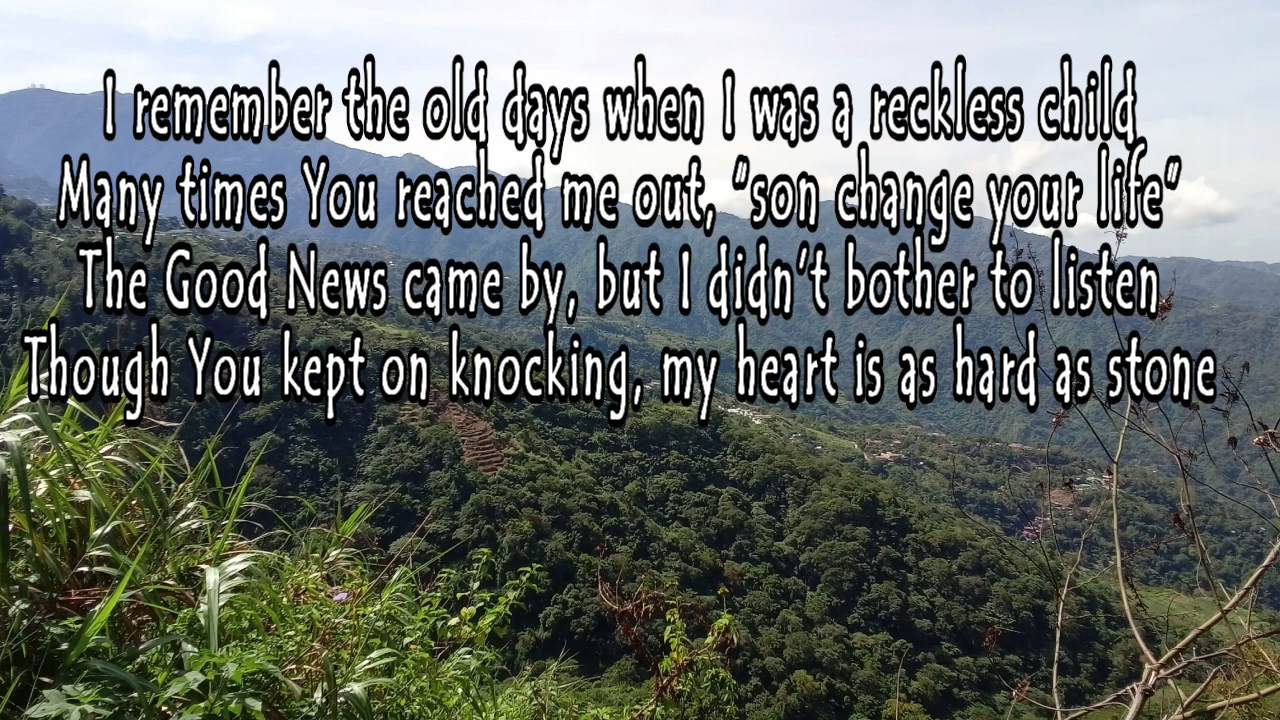 I remember the old days when I was a reckless child
Many times You reached me out, "son change your life"
The Good News came by, but I didn't bother to listen
Though You kept on knocking, my heart is as hard as stone